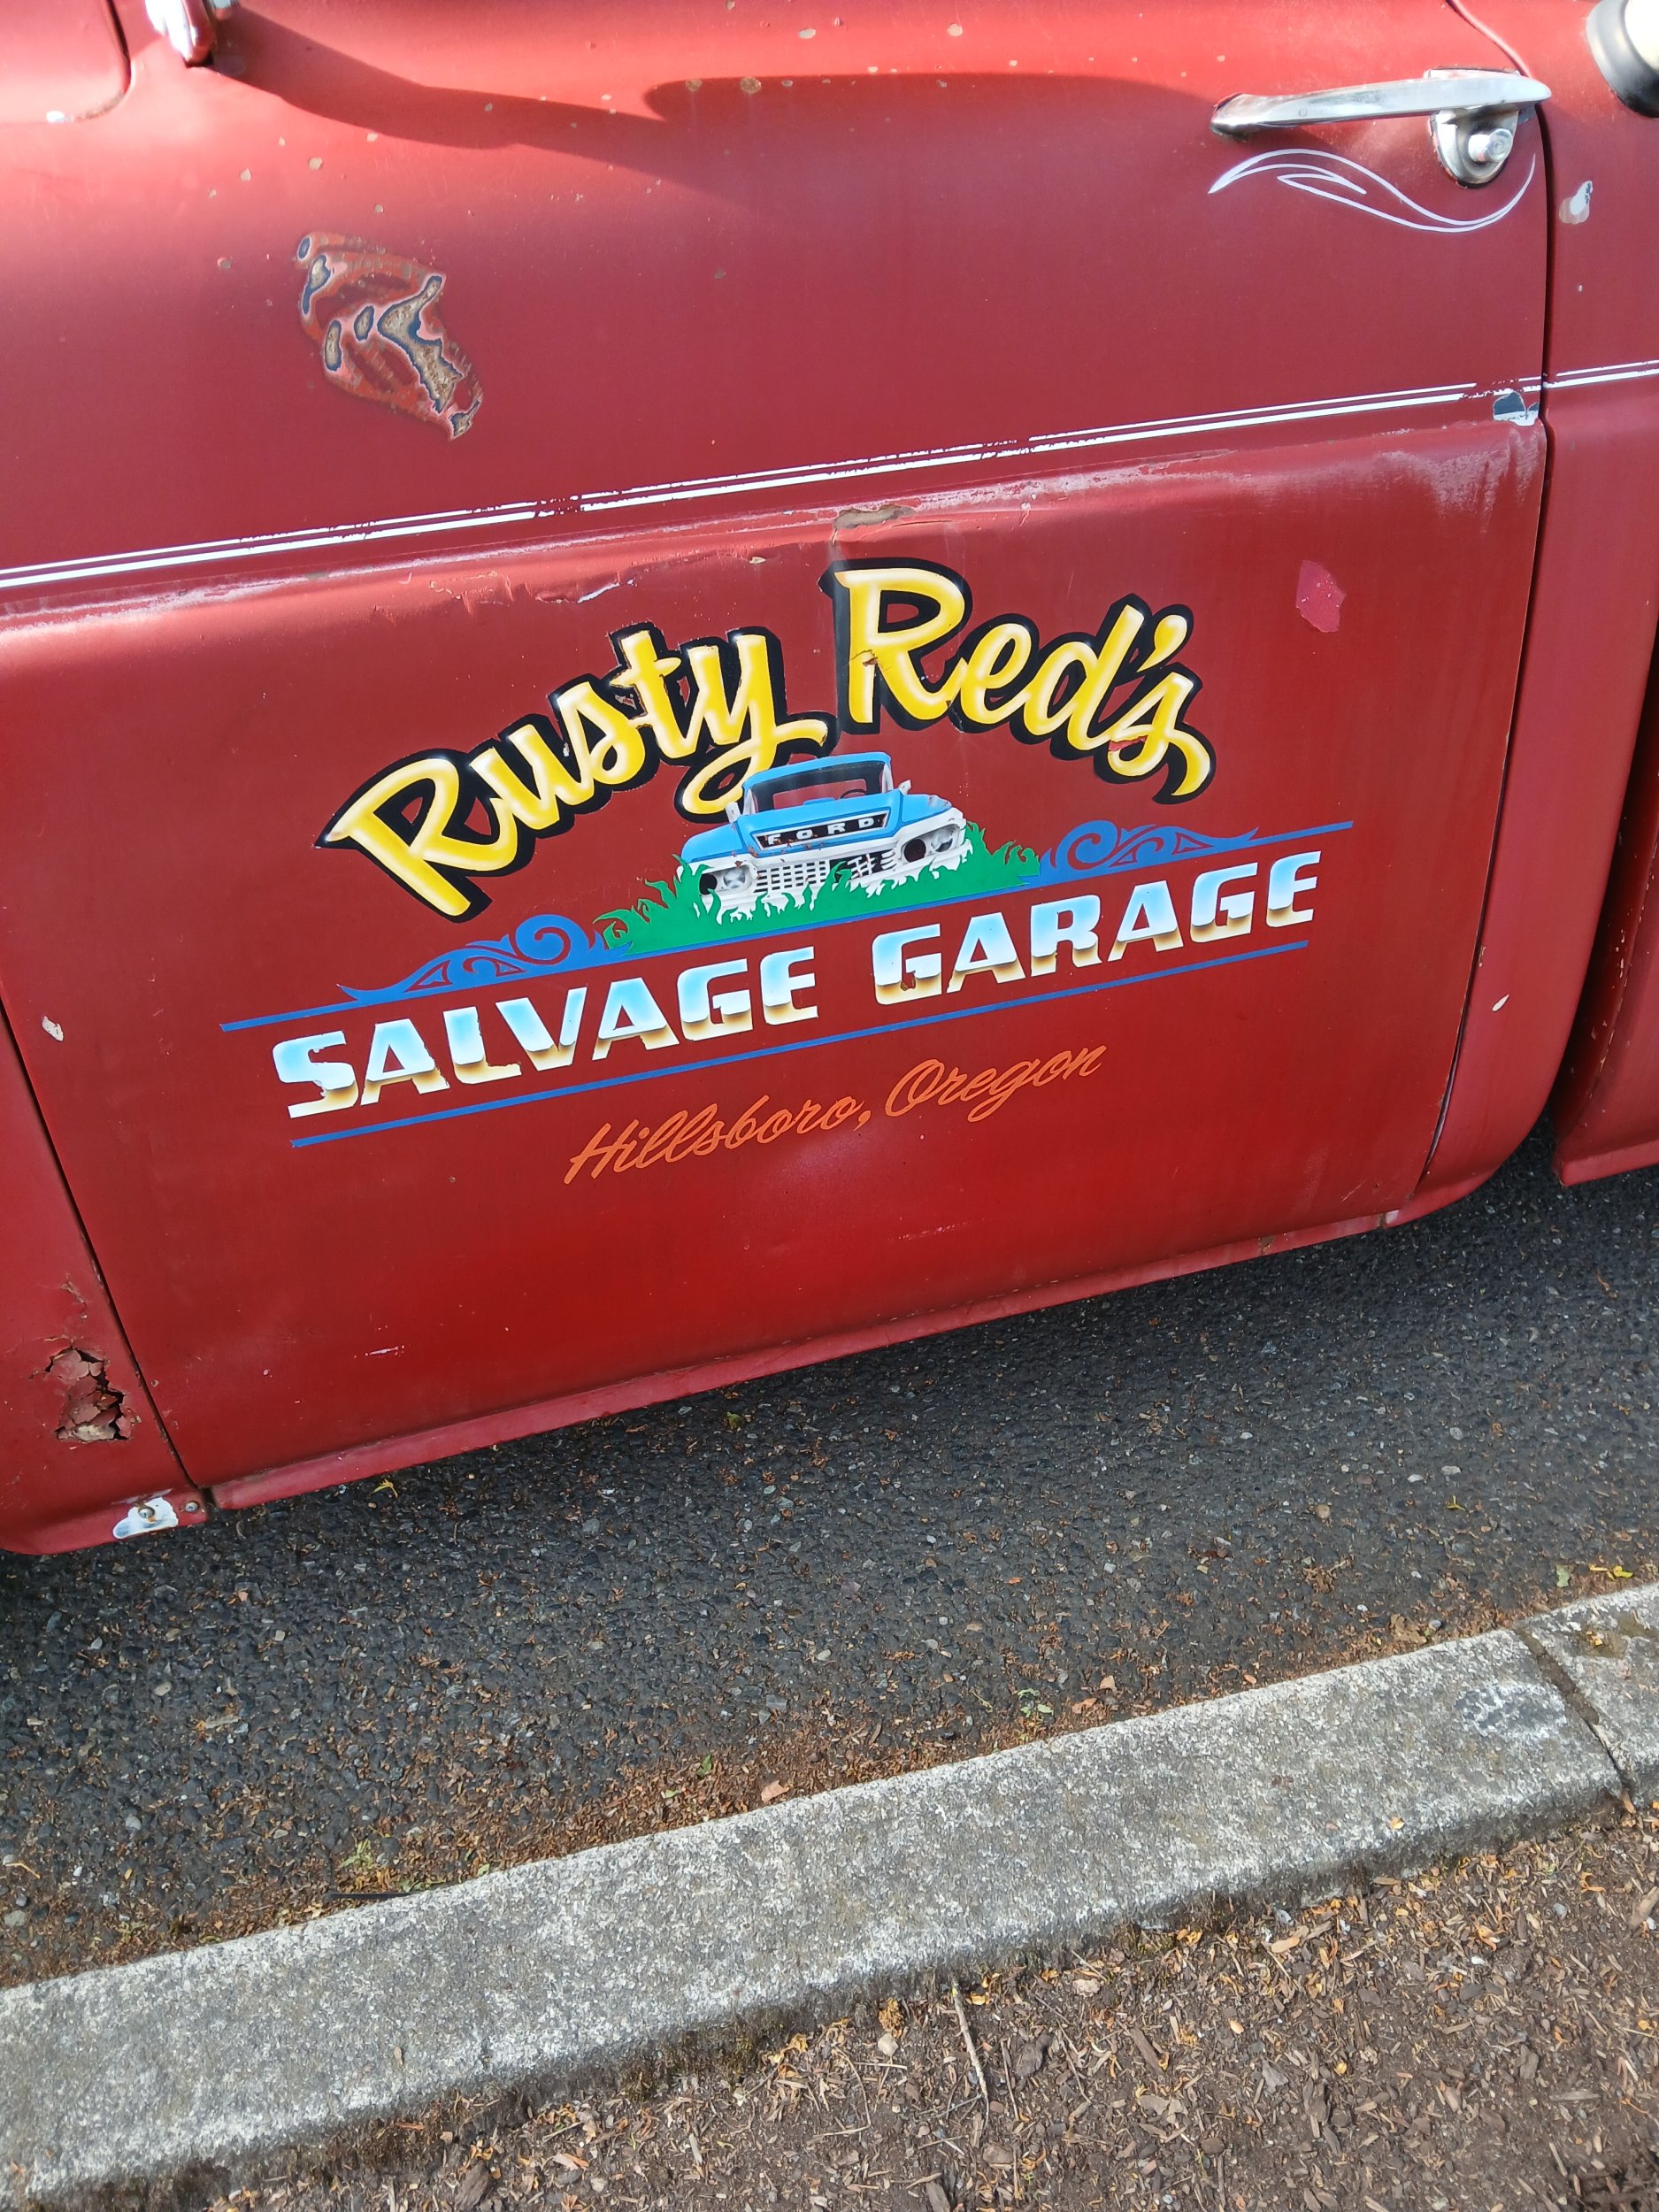 Rusty Red's
FORD
SALVAGE GARAGE
Hillsboro, Oregon